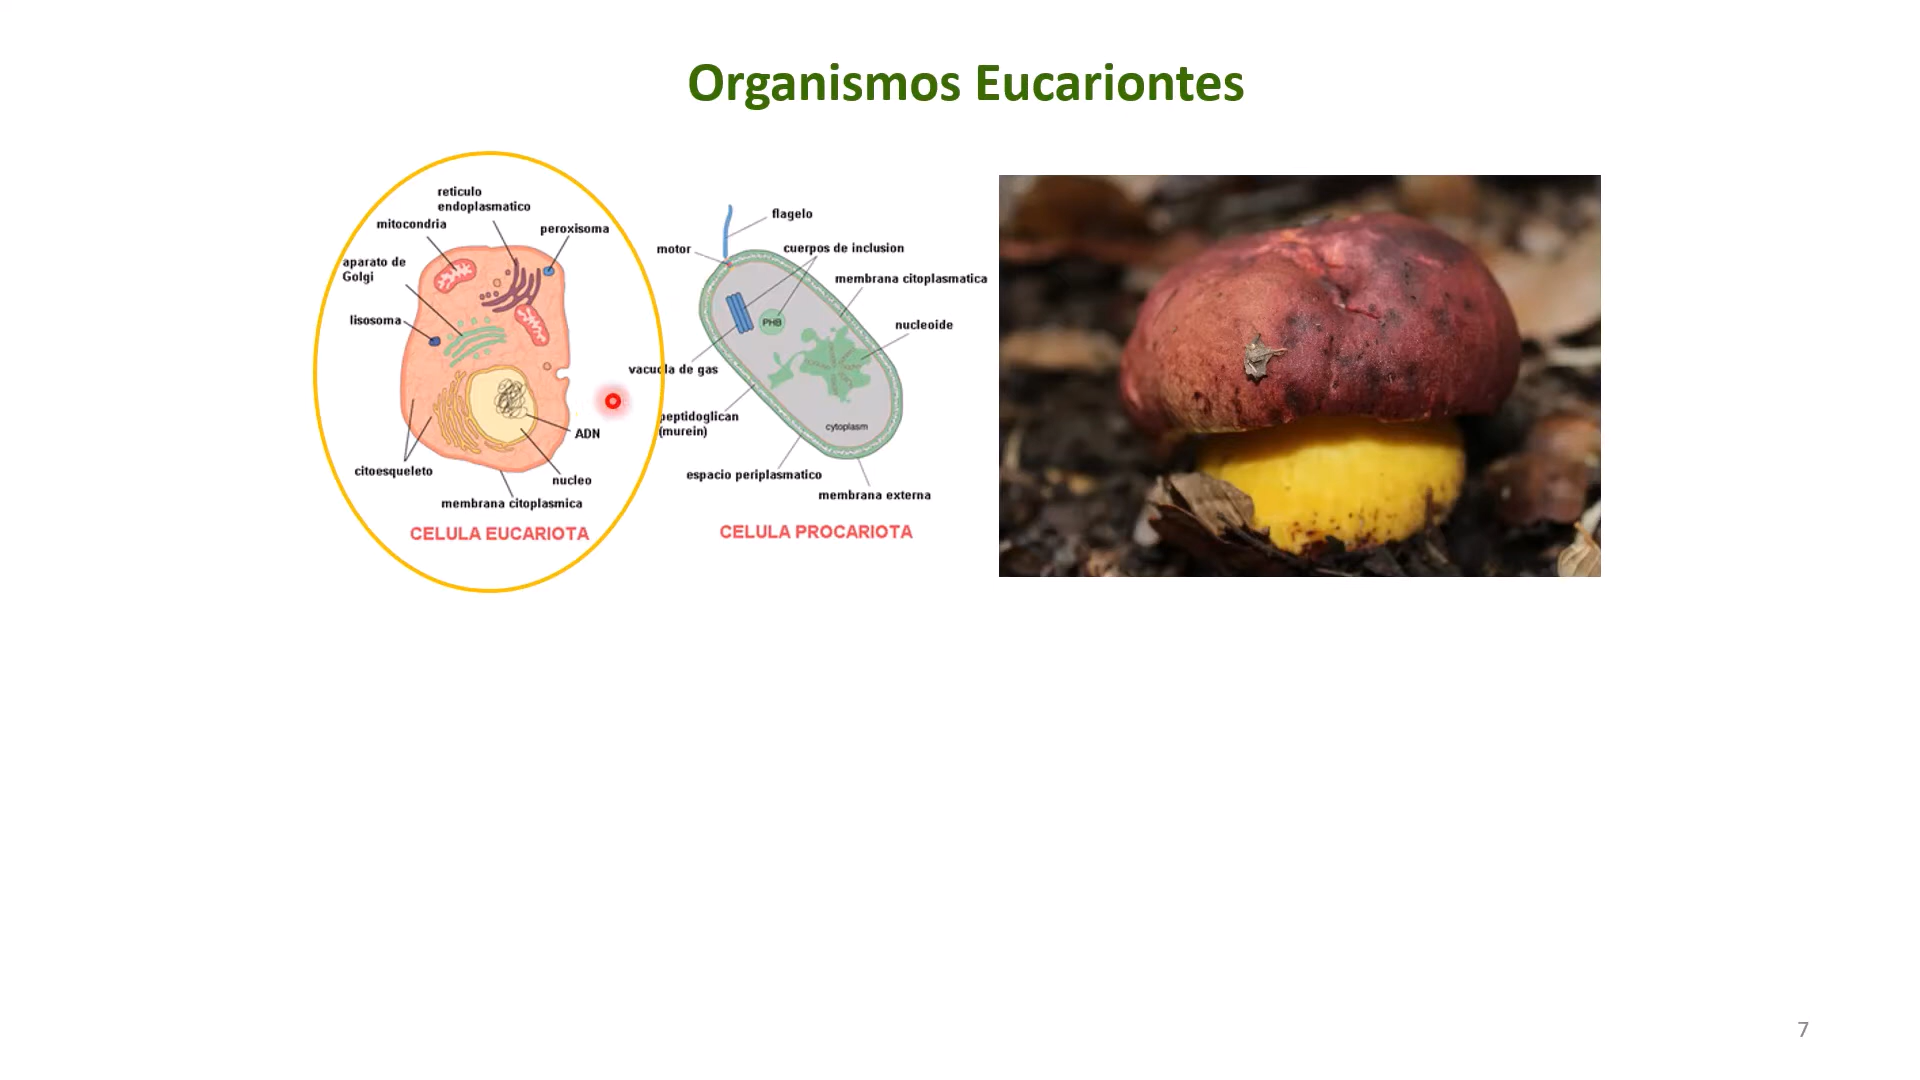 Organismos Eucariontes
reticulo
endoplasmatico
mitocondria
peroxisoma
aparato de
Golgi
lisosoma
ADN
citoesqueleto
nucleo
membrana citoplasmica
CELULA EUCARIOTA
flagelo
motor
cuerpos de inclusion
membrana citoplasmatica
PHB
nucleoide
vacuola de gas
peptidoglican
(murein)
cytoplasm
espacio periplasmatico
membrana externa
CELULA PROCARIOTA
7